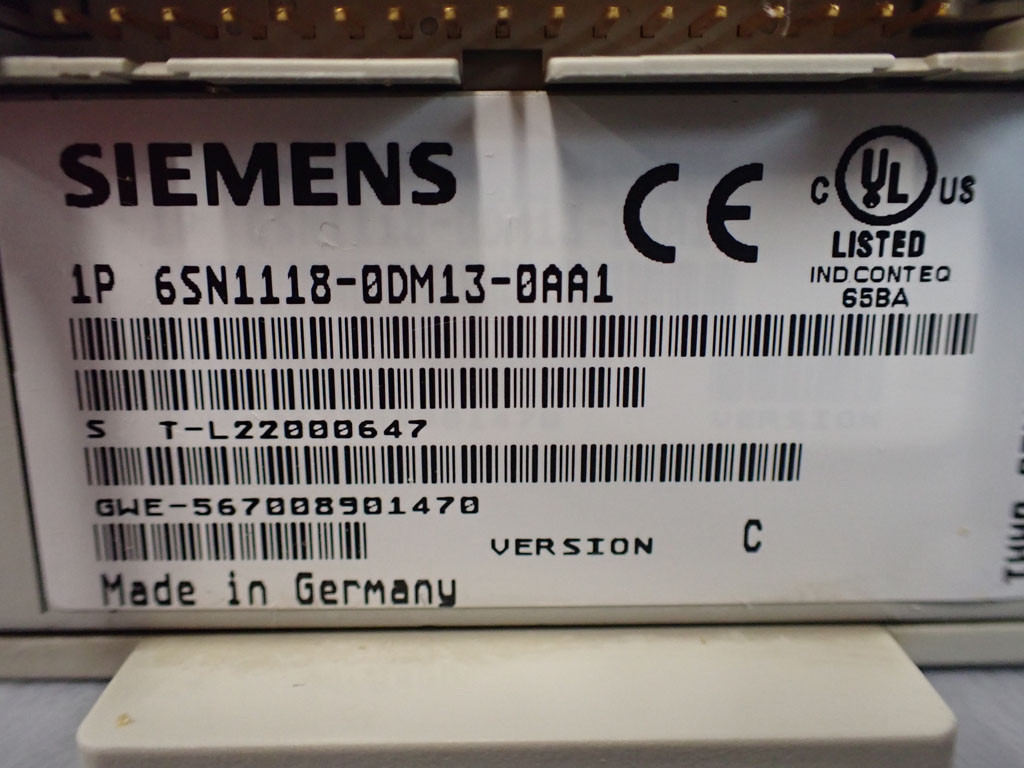 SIEMENS
CE
C UL US
LISTED
IND CONT EQ
65BA
1P 6SN1118-0DM13-0AA1
S T-L22000647
GWE-567008901470
VERSION C
Made in Germany